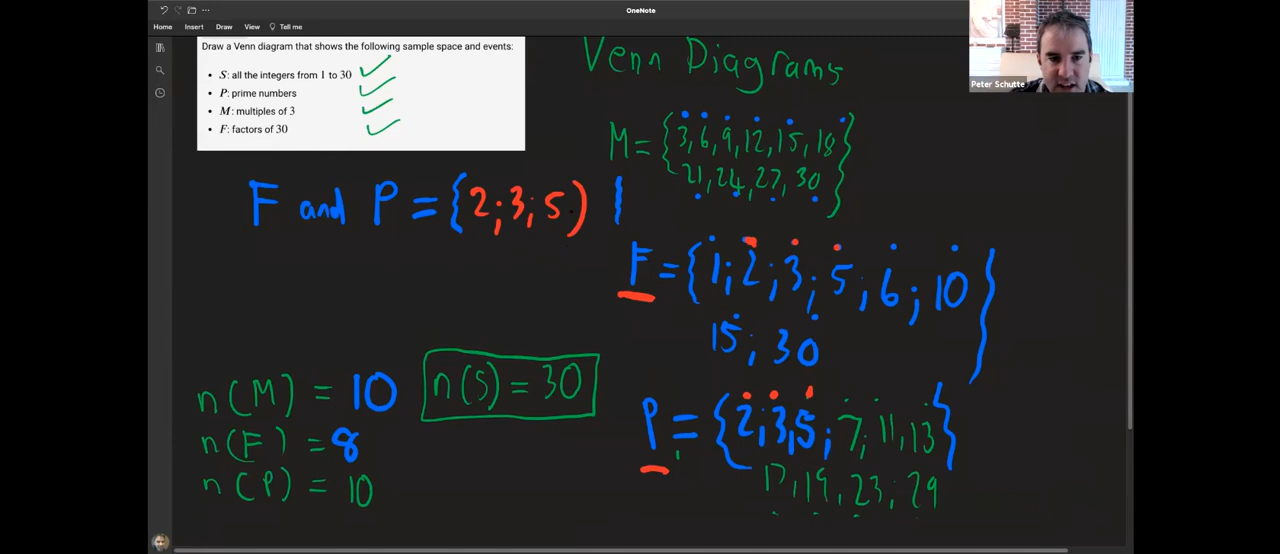 OneNote
Home Insert Draw View Tell me
Draw a Venn diagram that shows the following sample space and events:
• S: all the integers from 1 to 30
• P: prime numbers
• M: multiples of 3
• F: factors of 30
Venn Diagrams
Peter Schutte
M = {3, 6, 9, 12, 15, 18
21, 24, 27, 30}
F and P = {2; 3; 5)
F = {1; 2; 3; 5; 6; 10
15; 30}
n(M) = 10
n(S) = 30
n(F) = 8
n(P) = 10
P = {2; 3, 5; 7, 11, 13
17, 19, 23, 29}